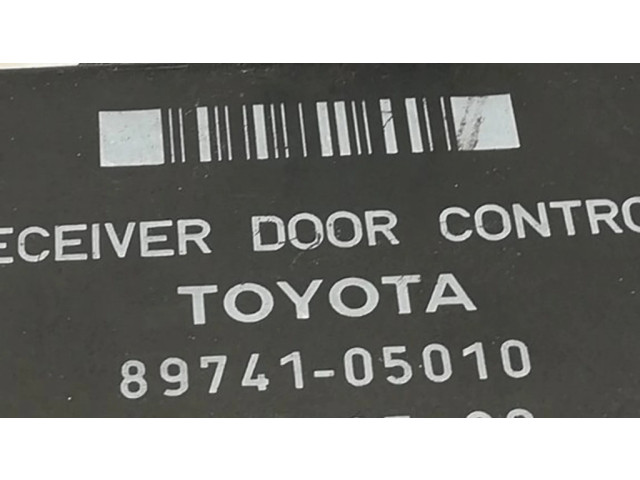 ECEIVER DOOR CONTRO
TOYOTA
89741-05010